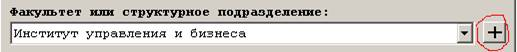 Факультет или структурное подразделение:
Институт управления и бизнеса +